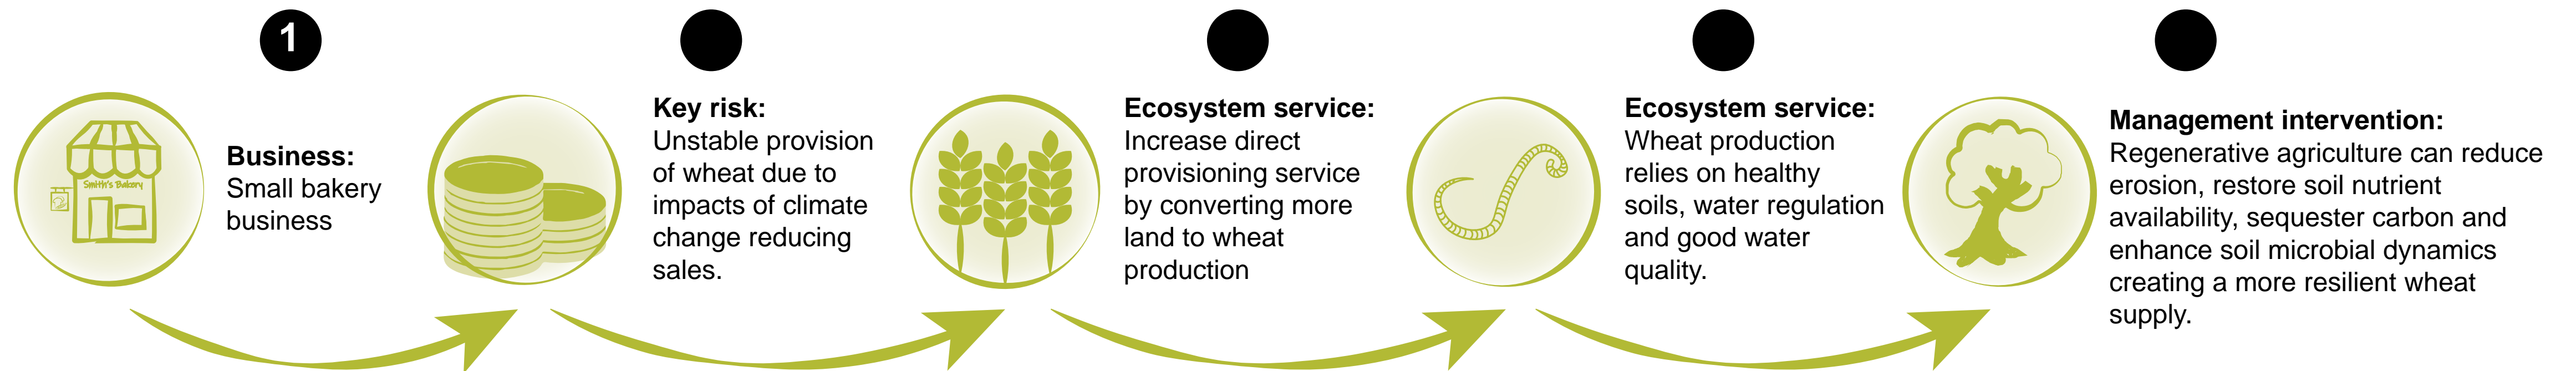 1
Smith's Bakery
Business:
Small bakery
business
Key risk:
Unstable provision
of wheat due to
impacts of climate
change reducing
sales.
Ecosystem service:
Increase direct
provisioning service
by converting more
land to wheat
production
Ecosystem service:
Wheat production
relies on healthy
soils, water regulation
and good water
quality.
Management intervention:
Regenerative agriculture can reduce
erosion, restore soil nutrient
availability, sequester carbon and
enhance soil microbial dynamics
creating a more resilient wheat
supply.